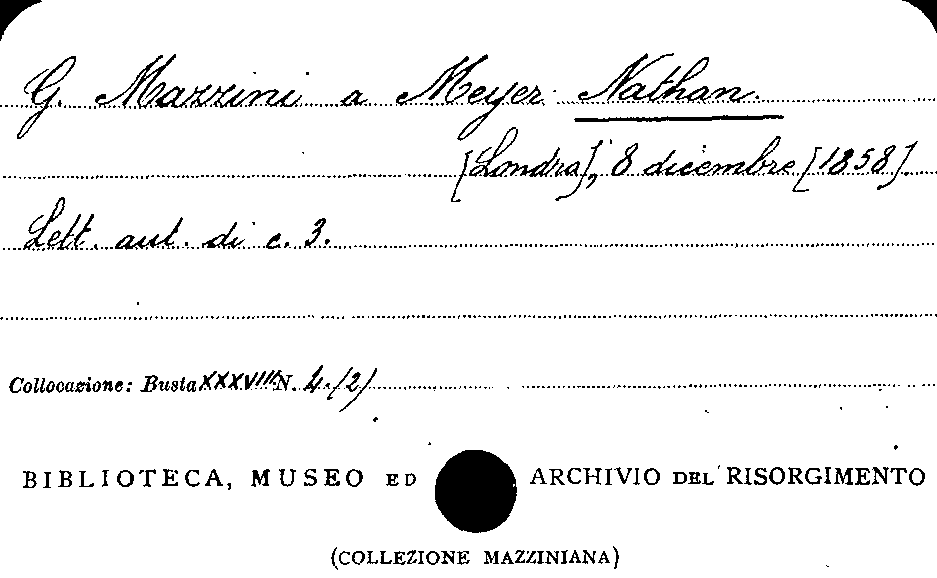 G. Mazzini a Meyer Nathan.
[Londra], 8 dicembre [1858].
Lett. aut. di c. 3.
Collocazione: Busta XXXVIII N. 4 (2)
BIBLIOTECA, MUSEO ED ARCHIVIO DEL RISORGIMENTO
(COLLEZIONE MAZZINIANA)